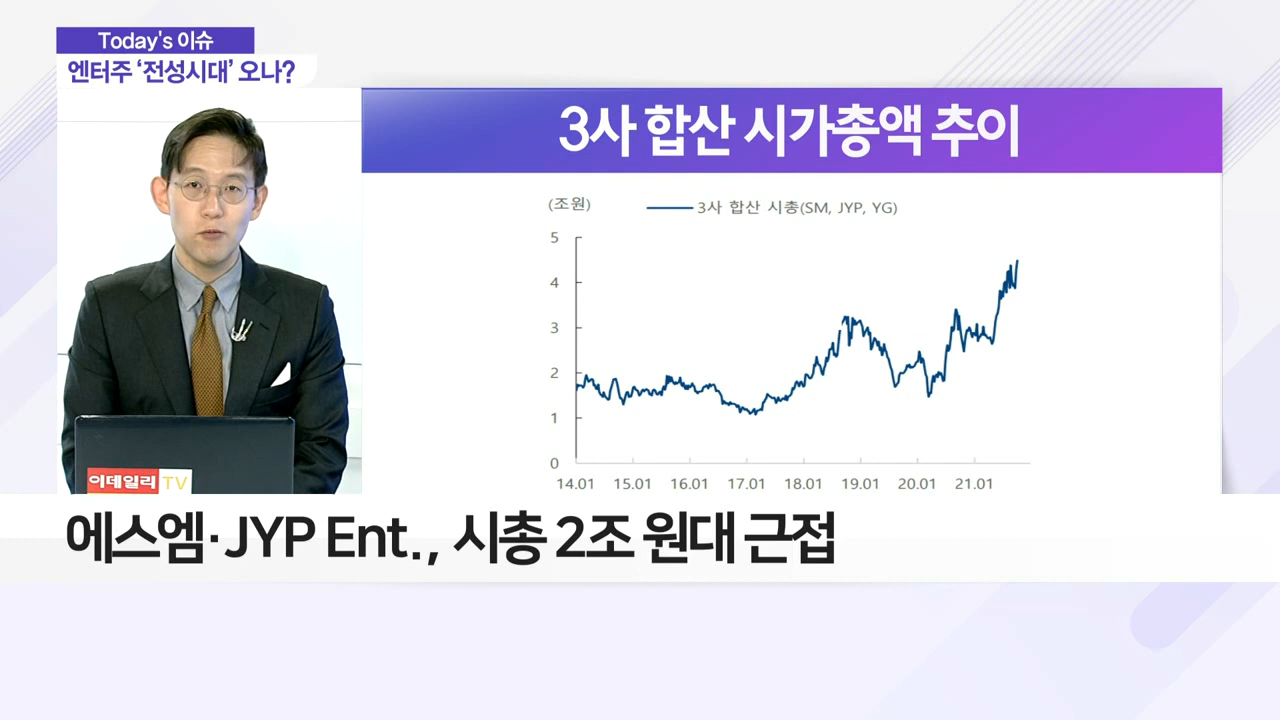 Today's 이슈
엔터주 ‘전성시대’ 오나?
3사 합산 시가총액 추이
(조원)
3사 합산 시총(SM, JYP, YG)
5
4
3
2
1
0
14.01 15.01 16.01 17.01 18.01 19.01 20.01 21.01
이데일리 TV
에스엠·JYP Ent., 시총 2조 원대 근접